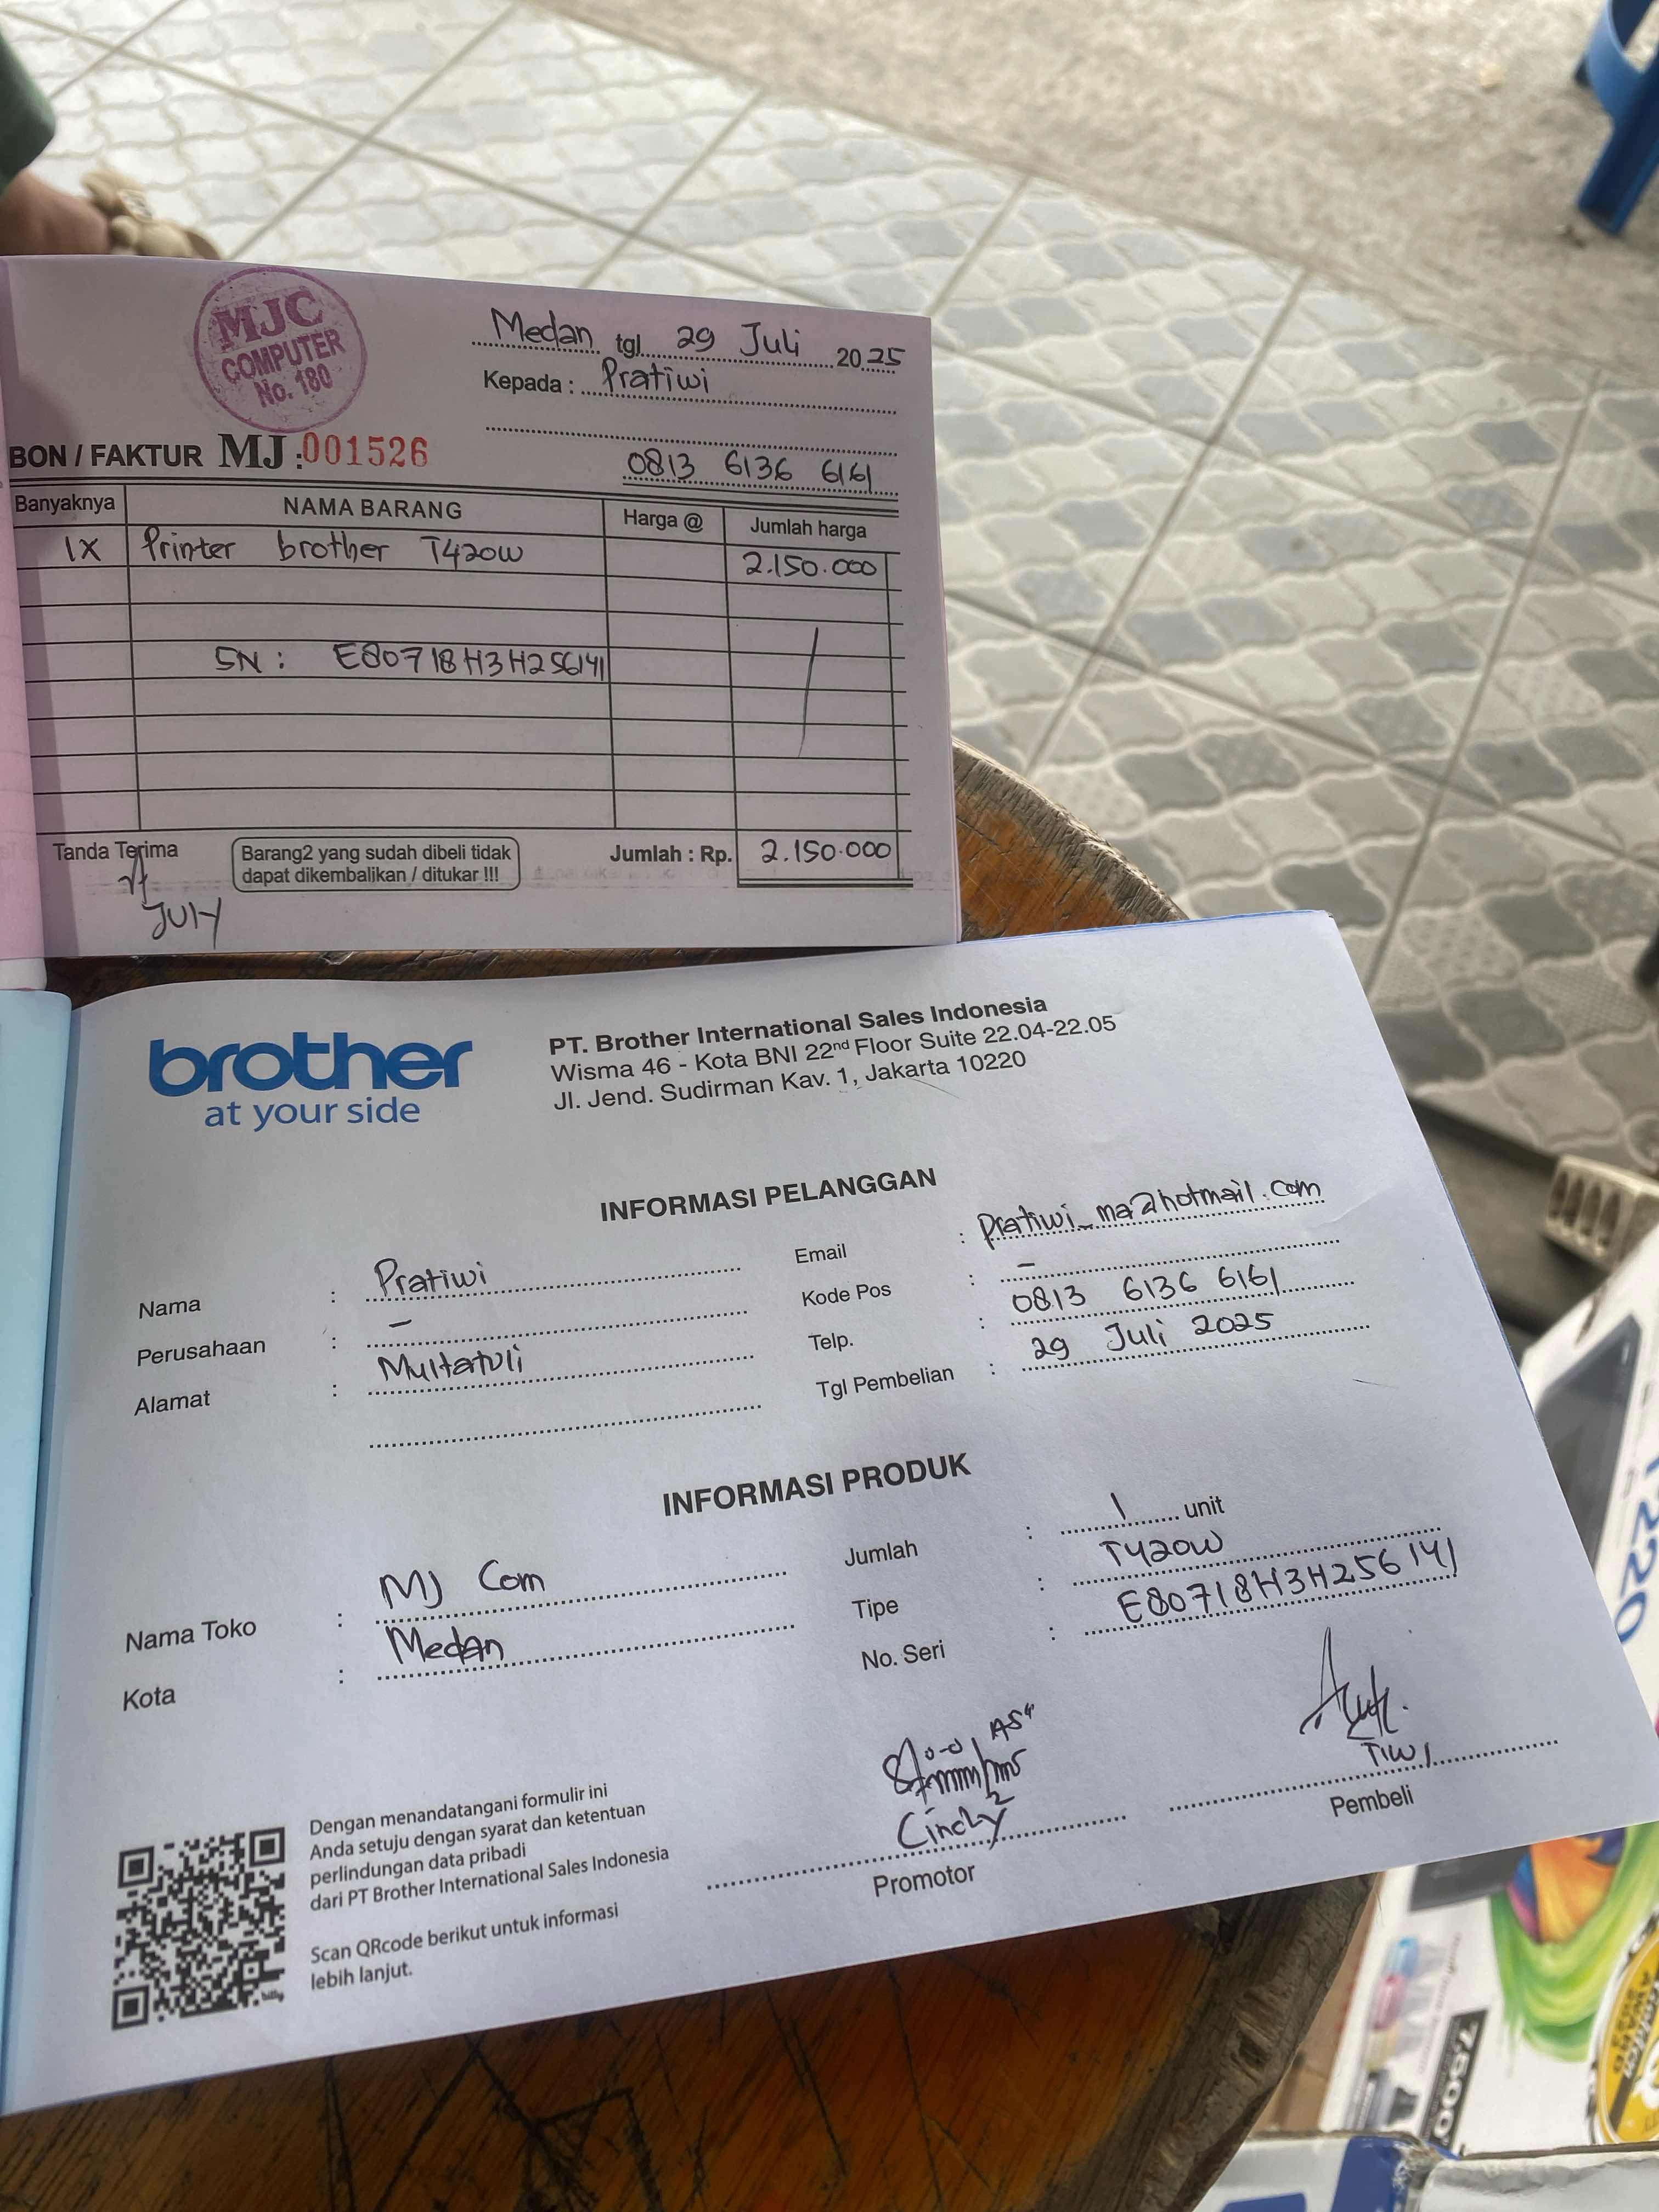 MJC
COMPUTER
No. 180
Medan tgl 29 Juli 2025
Kepada : Pratiwi
BON / FAKTUR MJ :001526
0813 6136 6161
Banyaknya NAMA BARANG Harga @ Jumlah harga
1X Printer brother T420W 2.150.000
SN : E80718H3H256141
Tanda Terima
JULY
Barang2 yang sudah dibeli tidak
dapat dikembalikan / ditukar !!!
Jumlah : Rp. 2.150.000
brother
at your side
PT. Brother International Sales Indonesia
Wisma 46 - Kota BNI 22nd Floor Suite 22.04-22.05
Jl. Jend. Sudirman Kav. 1, Jakarta 10220
INFORMASI PELANGGAN
Nama : Pratiwi
Perusahaan : -
Alamat : Multatuli
Email : pratiwi_ma@hotmail.com
Kode Pos : -
Telp. : 0813 6136 6161
Tgl Pembelian : 29 Juli 2025
INFORMASI PRODUK
Nama Toko : MJ Com
Kota : Medan
Jumlah : 1 unit
Tipe : T420W
No. Seri : E80718H3H256141
Dengan menandatangani formulir ini
Anda setuju dengan syarat dan ketentuan
perlindungan data pribadi
dari PT Brother International Sales Indonesia
Scan QRcode berikut untuk informasi
lebih lanjut.
Cindy
Promotor
TIWI
Pembeli
T220
7500